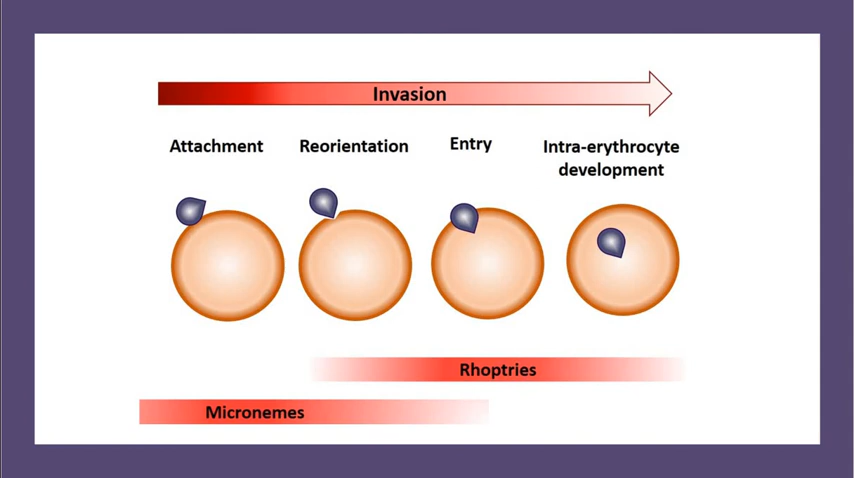 Invasion
Attachment
Reorientation
Entry
Intra-erythrocyte
development
Rhoptries
Micronemes